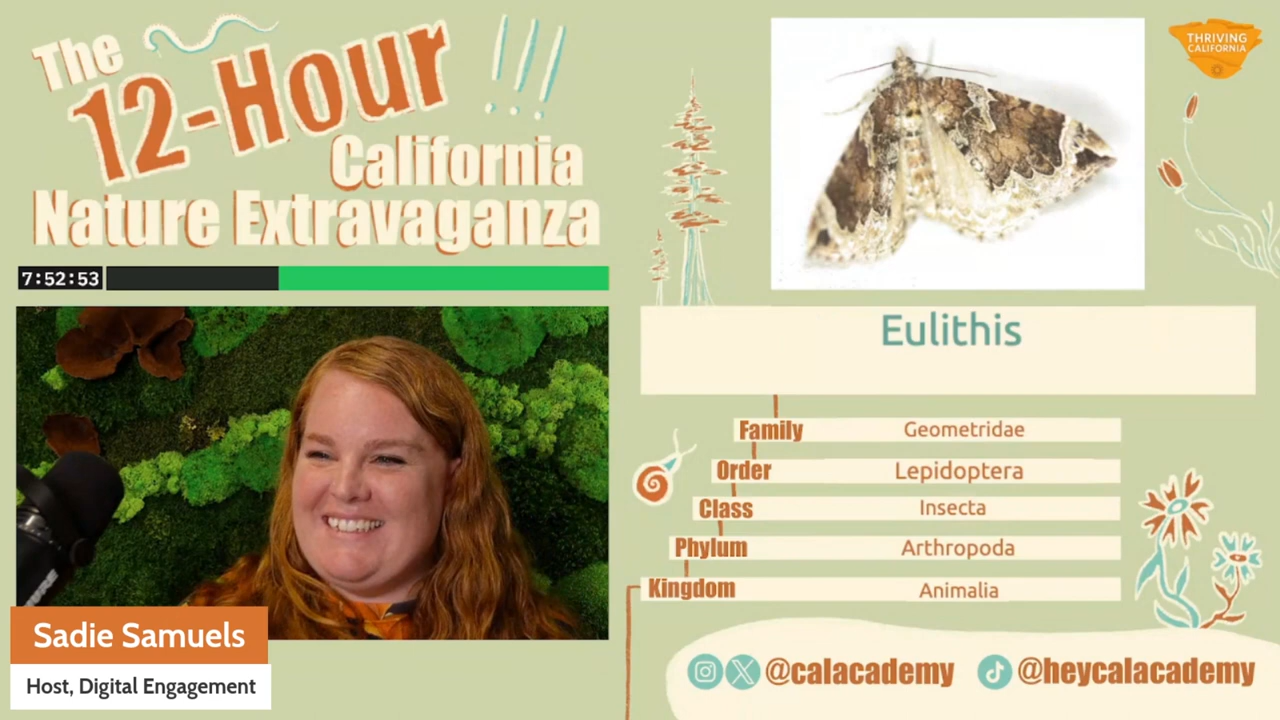 The
12-Hour !!!
California
Nature Extravaganza
7:52:53
Sadie Samuels
Host, Digital Engagement
THRIVING
CALIFORNIA
Eulithis
Family Geometridae
Order Lepidoptera
Class Insecta
Phylum Arthropoda
Kingdom Animalia
@calacademy @heycalacademy